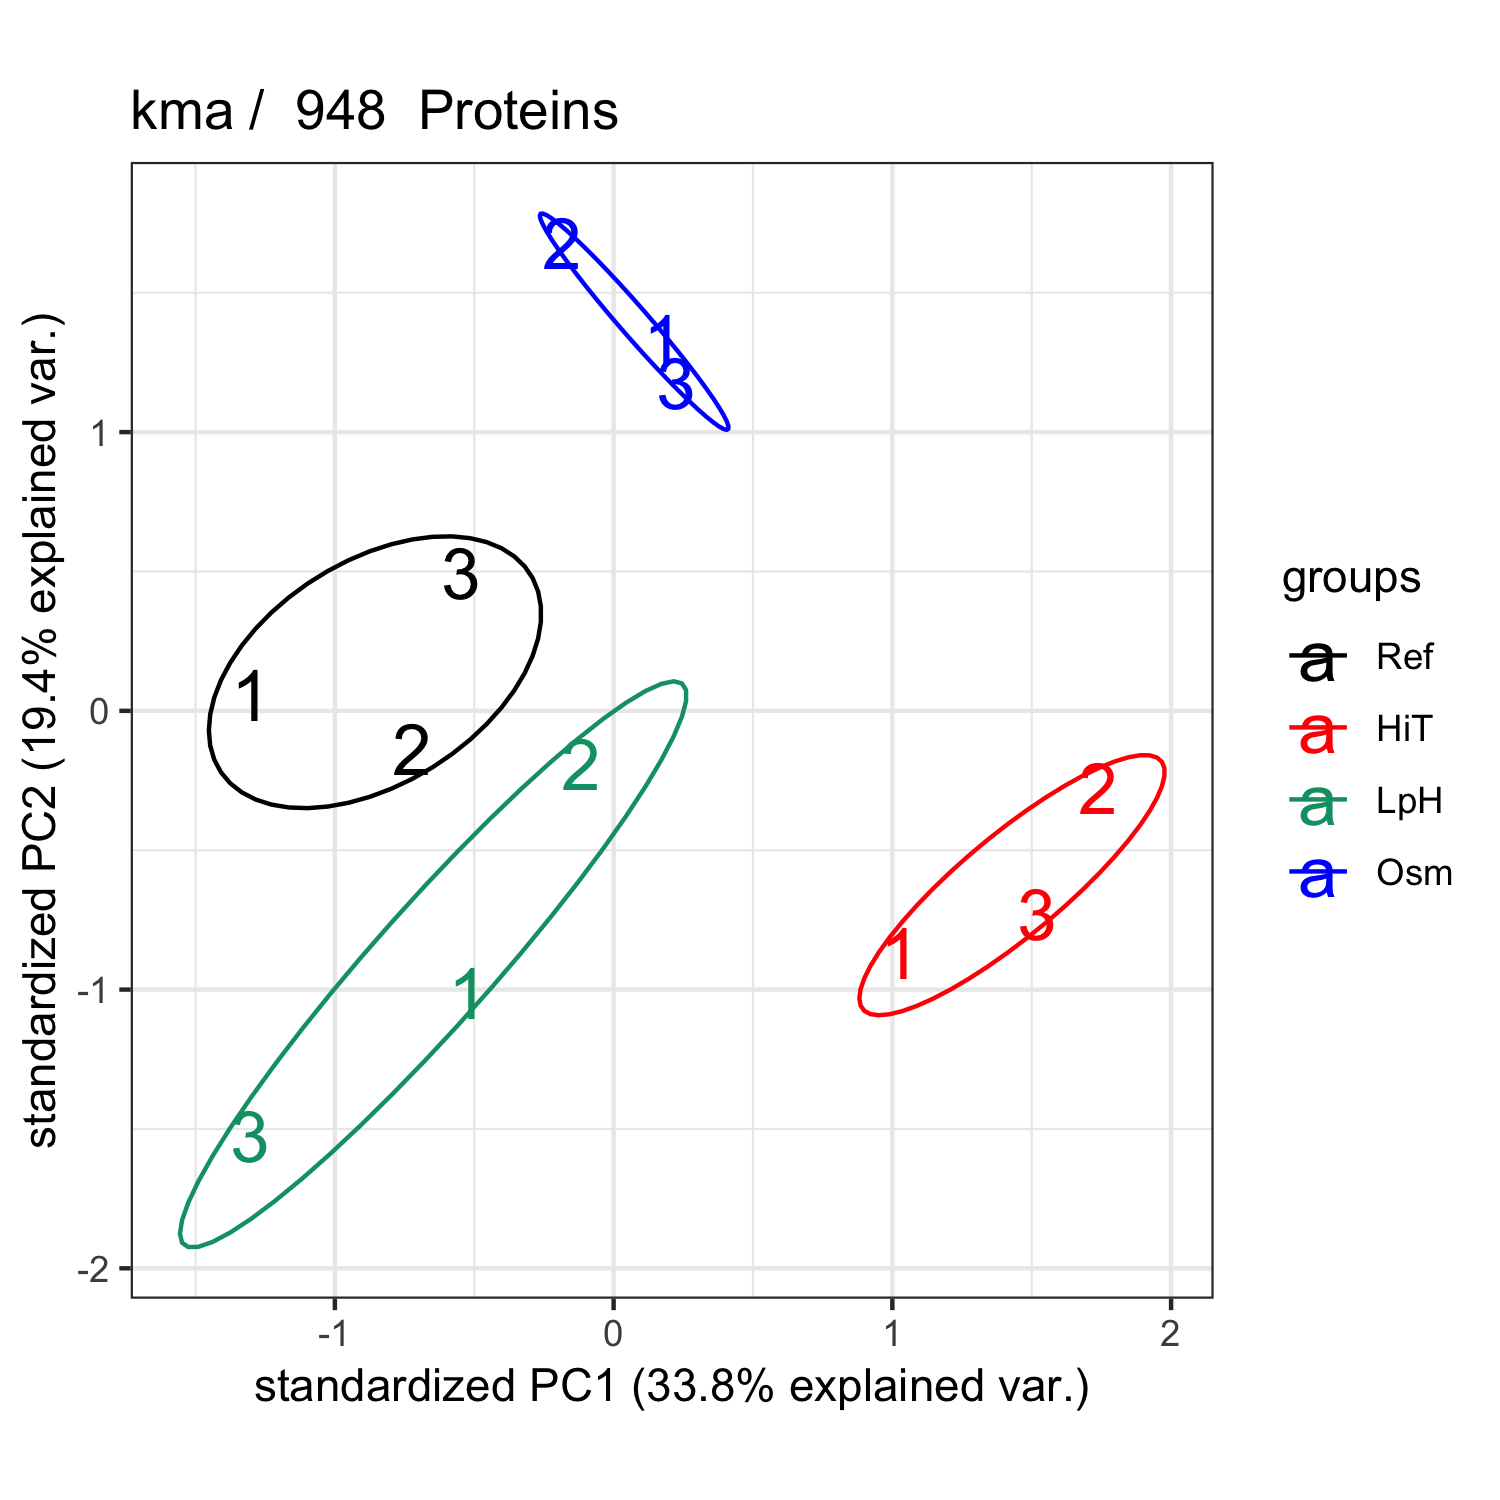 kma /  948  Proteins
standardized PC2 (19.4% explained var.)
1
0
-1
-2
2
1
3
3
1
2
2
2
3
1
1
3
-1
0
1
2
standardized PC1 (33.8% explained var.)
groups
a Ref
a HiT
a LpH
a Osm